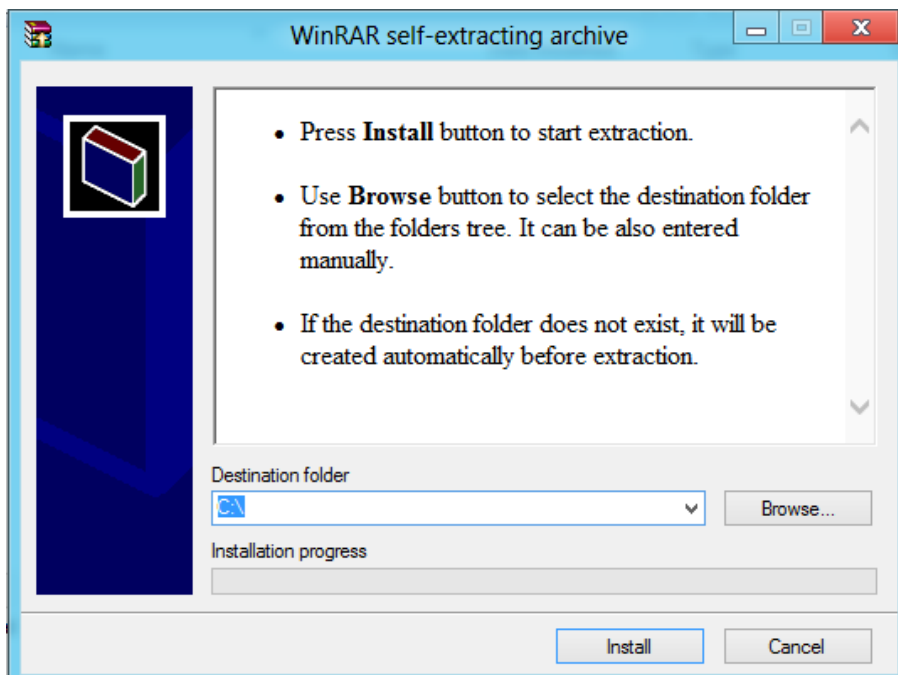 WinRAR self-extracting archive
Press Install button to start extraction.
Use Browse button to select the destination folder
from the folders tree. It can be also entered
manually.
If the destination folder does not exist, it will be
created automatically before extraction.
Destination folder
C:\
Browse...
Installation progress
Install
Cancel